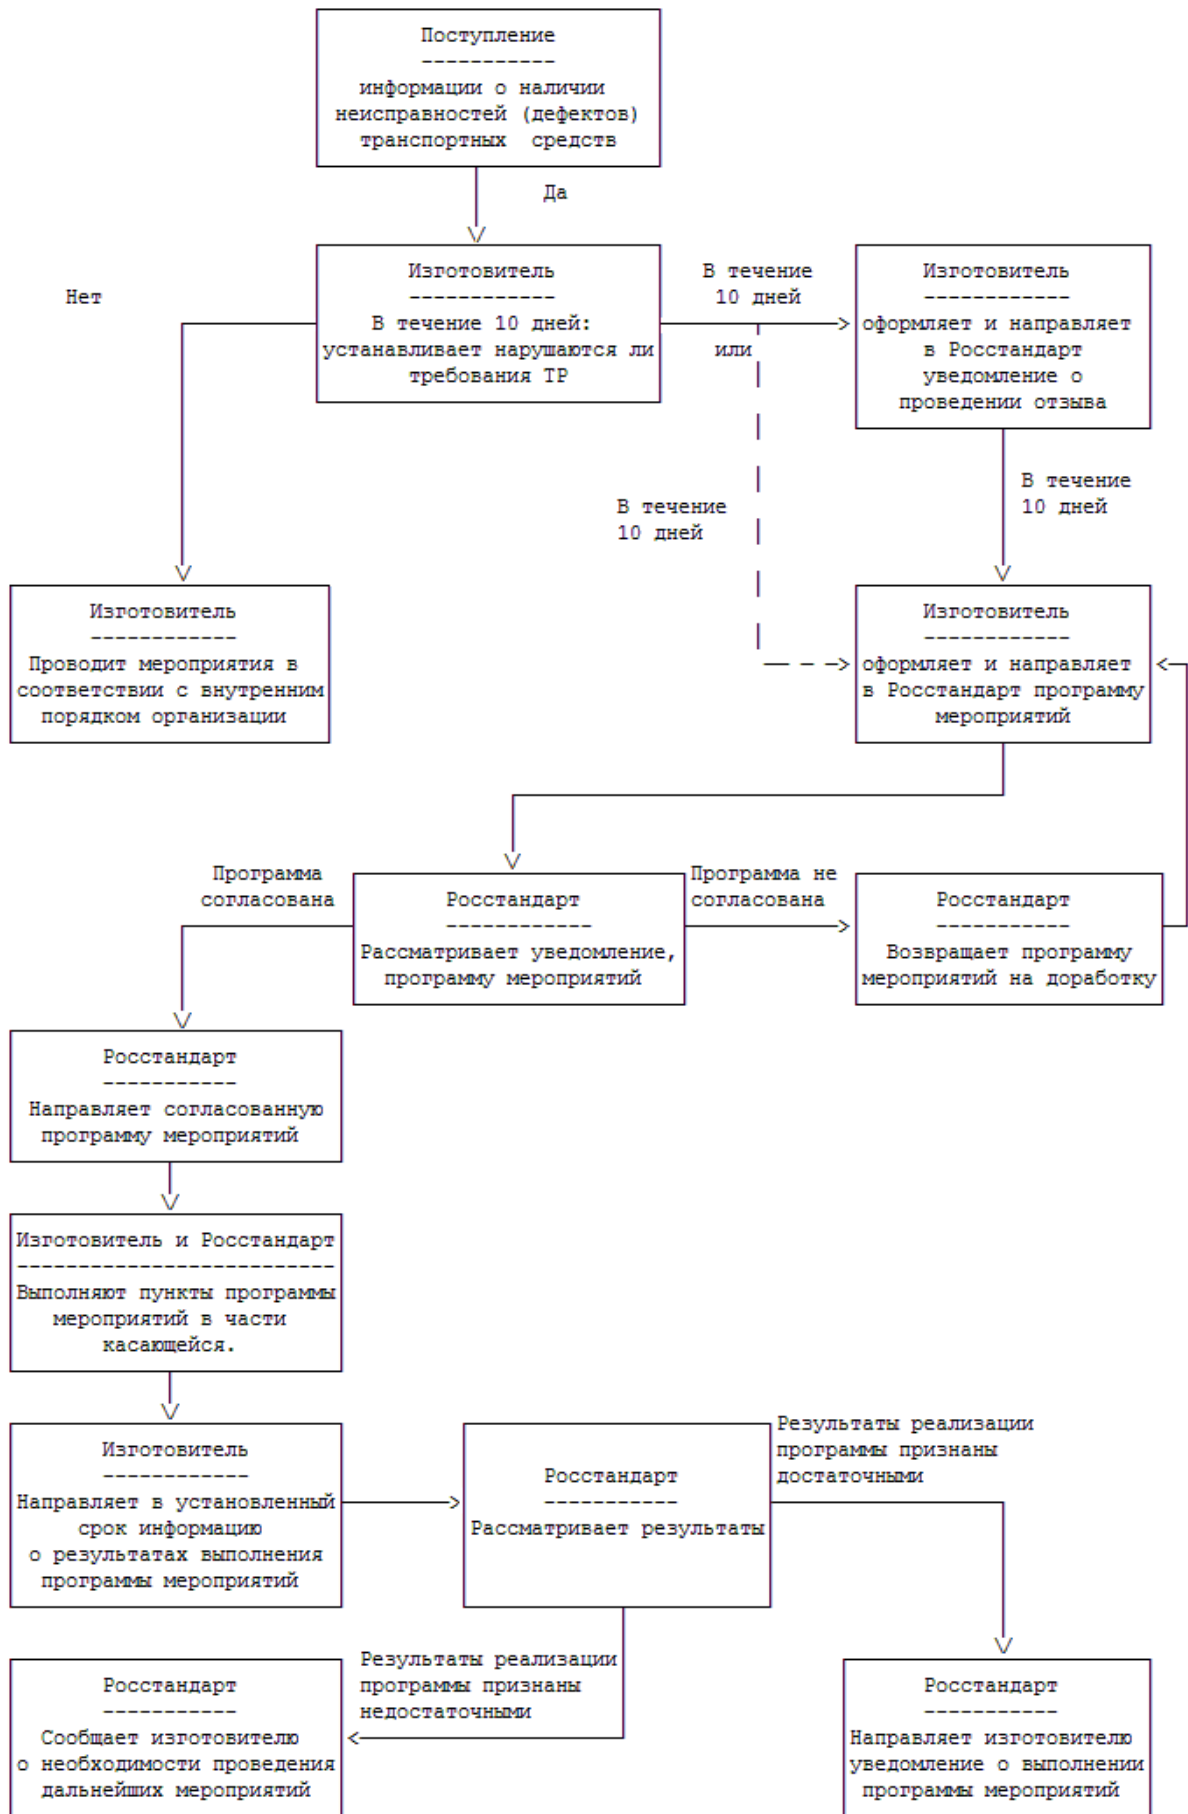 Поступление
-----------
информации о наличии
неисправностей (дефектов)
транспортных средств
Да
Нет
Изготовитель
------------
В течение 10 дней:
устанавливает нарушаются ли
требования ТР
В течение
10 дней
или
Изготовитель
------------
оформляет и направляет
в Росстандарт
уведомление о
проведении отзыва
В течение
10 дней
В течение
10 дней
Изготовитель
------------
Проводит мероприятия в
соответствии с внутренним
порядком организации
Изготовитель
------------
оформляет и направляет
в Росстандарт программу
мероприятий
Программа
согласована
Росстандарт
------------
Рассматривает уведомление,
программу мероприятий
Программа не
согласована
Росстандарт
-----------
Возвращает программу
мероприятий на доработку
Росстандарт
-----------
Направляет согласованную
программу мероприятий
Изготовитель и Росстандарт
--------------------------
Выполняют пункты программы
мероприятий в части
касающейся.
Изготовитель
------------
Направляет в установленный
срок информацию
о результатах выполнения
программы мероприятий
Росстандарт
-----------
Рассматривает результаты
Результаты реализации
программы признаны
достаточными
Росстандарт
-----------
Сообщает изготовителю
о необходимости проведения
дальнейших мероприятий
Результаты реализации
программы признаны
недостаточными
Росстандарт
-----------
Направляет изготовителю
уведомление о выполнении
программы мероприятий